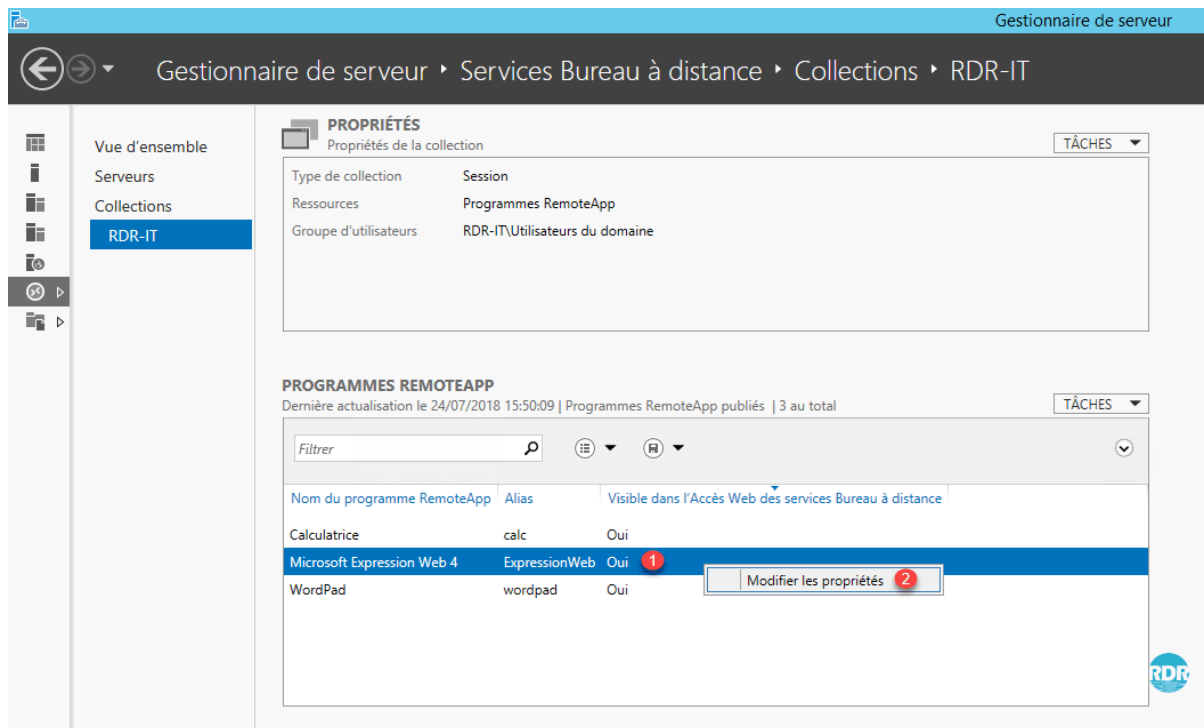 Gestionnaire de serveur
Gestionnaire de serveur ‣ Services Bureau à distance ‣ Collections ‣ RDR-IT
Vue d'ensemble
Serveurs
Collections
RDR-IT
PROPRIÉTÉS
Propriétés de la collection
TÂCHES
Type de collection Session
Ressources Programmes RemoteApp
Groupe d'utilisateurs RDR-IT\Utilisateurs du domaine
PROGRAMMES REMOTEAPP
Dernière actualisation le 24/07/2018 15:50:09 | Programmes RemoteApp publiés | 3 au total
TÂCHES
Filtrer
Nom du programme RemoteApp Alias Visible dans l'Accès Web des services Bureau à distance
Calculatrice calc Oui
Microsoft Expression Web 4 ExpressionWeb Oui 1
Modifier les propriétés 2
WordPad wordpad Oui
RDR